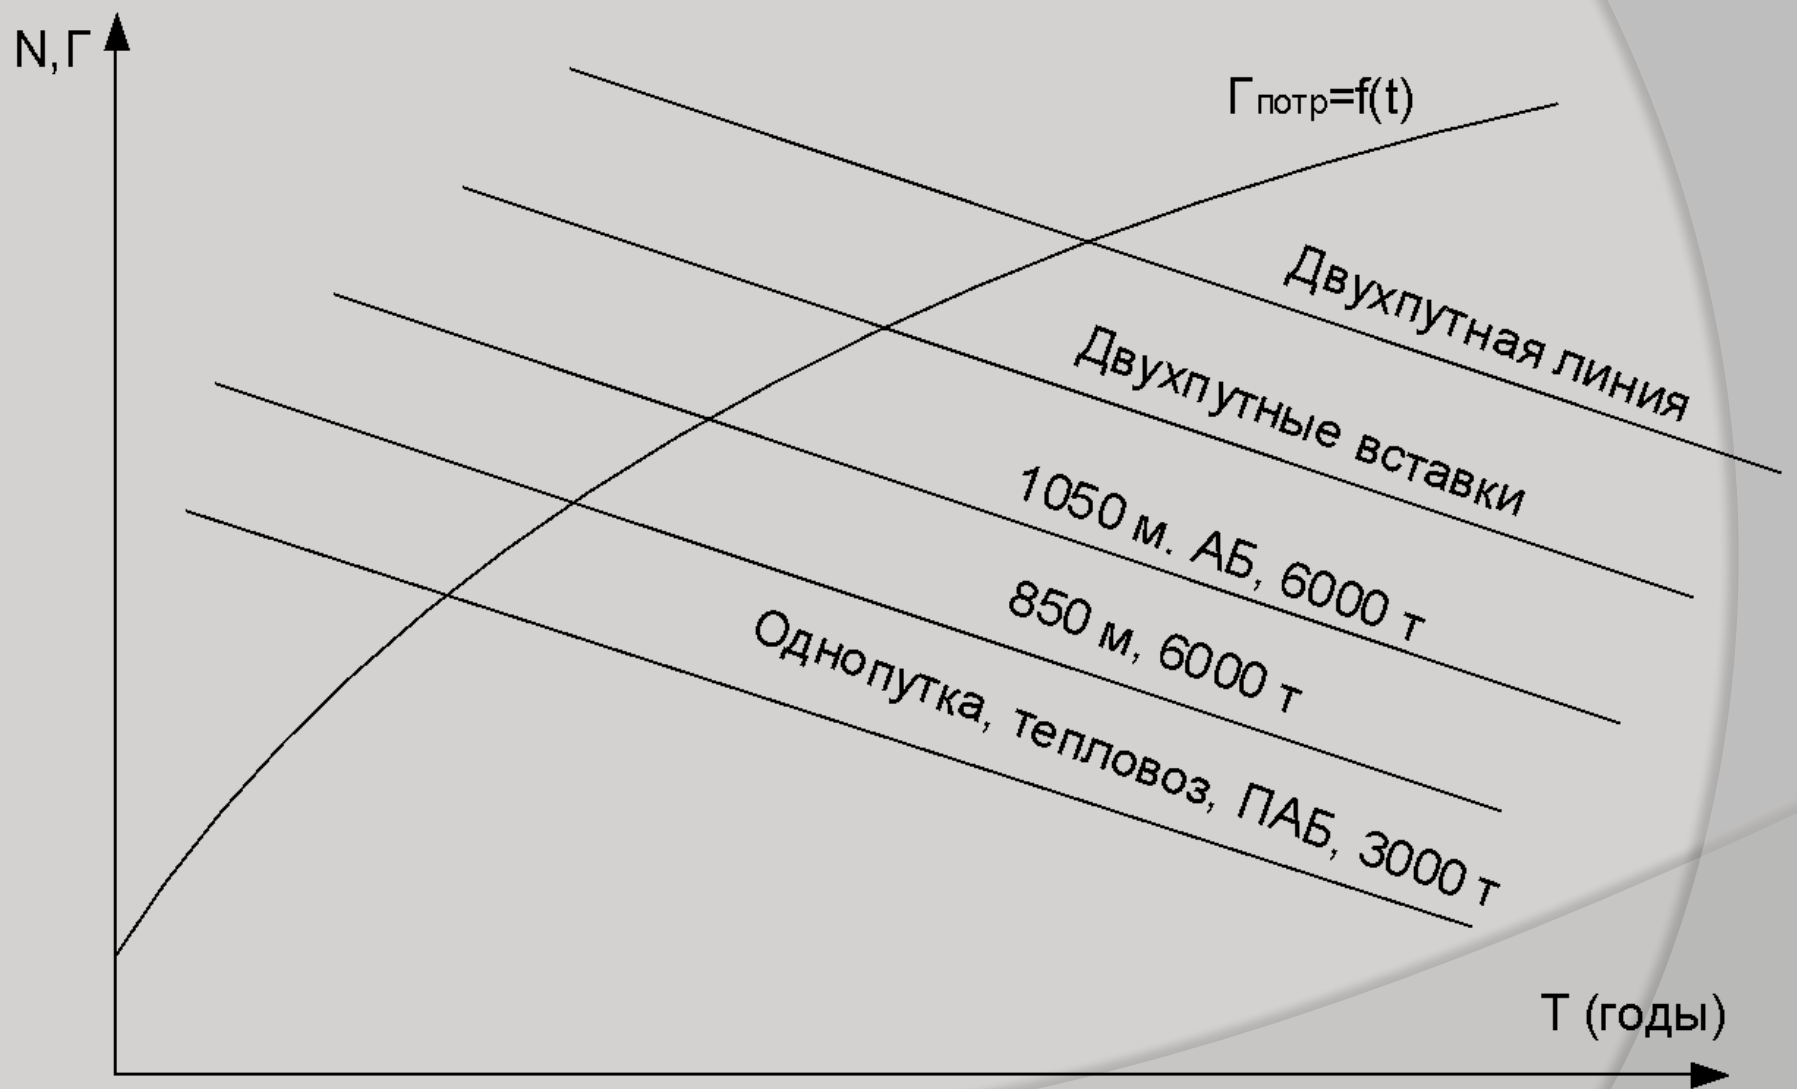 N,Г
Гпотр=f(t)
Двухпутная линия
Двухпутные вставки
1050 м. АБ, 6000 т
850 м, 6000 т
Однопутка, тепловоз, ПАБ, 3000 т
Т (годы)